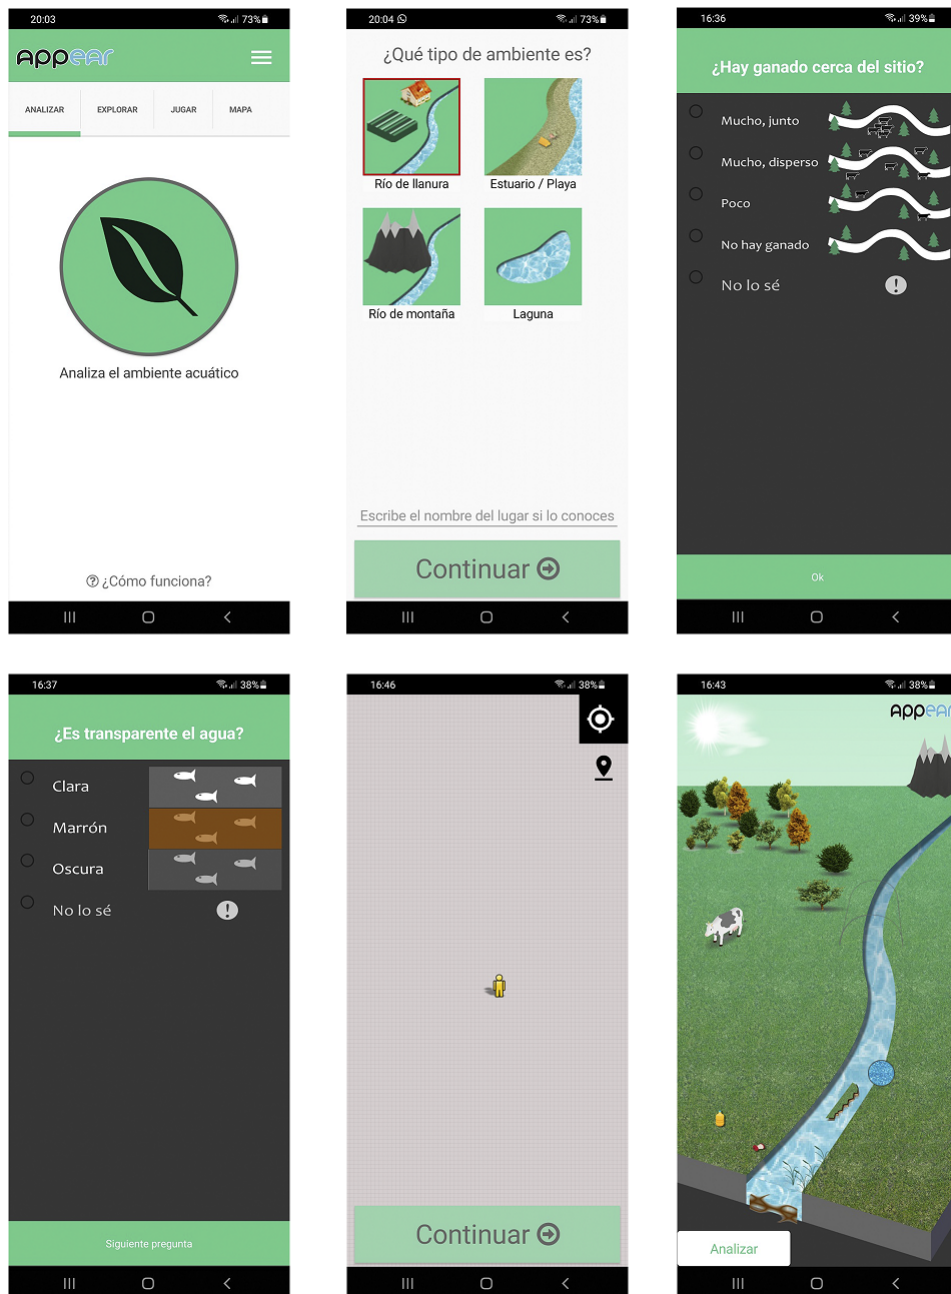 20:03
73%
APPEAR
ANALIZAR EXPLORAR JUGAR MAPA
Analiza el ambiente acuático
¿Cómo funciona?
20:04
73%
¿Qué tipo de ambiente es?
Río de llanura
Estuario / Playa
Río de montaña
Laguna
Escribe el nombre del lugar si lo conoces
Continuar
16:36
39%
¿Hay ganado cerca del sitio?
Mucho, junto
Mucho, disperso
Poco
No hay ganado
No lo sé
Ok
16:37
38%
¿Es transparente el agua?
Clara
Marrón
Oscura
No lo sé
Siguiente pregunta
16:46
38%
Continuar
16:43
38%
APPEAR
Analizar